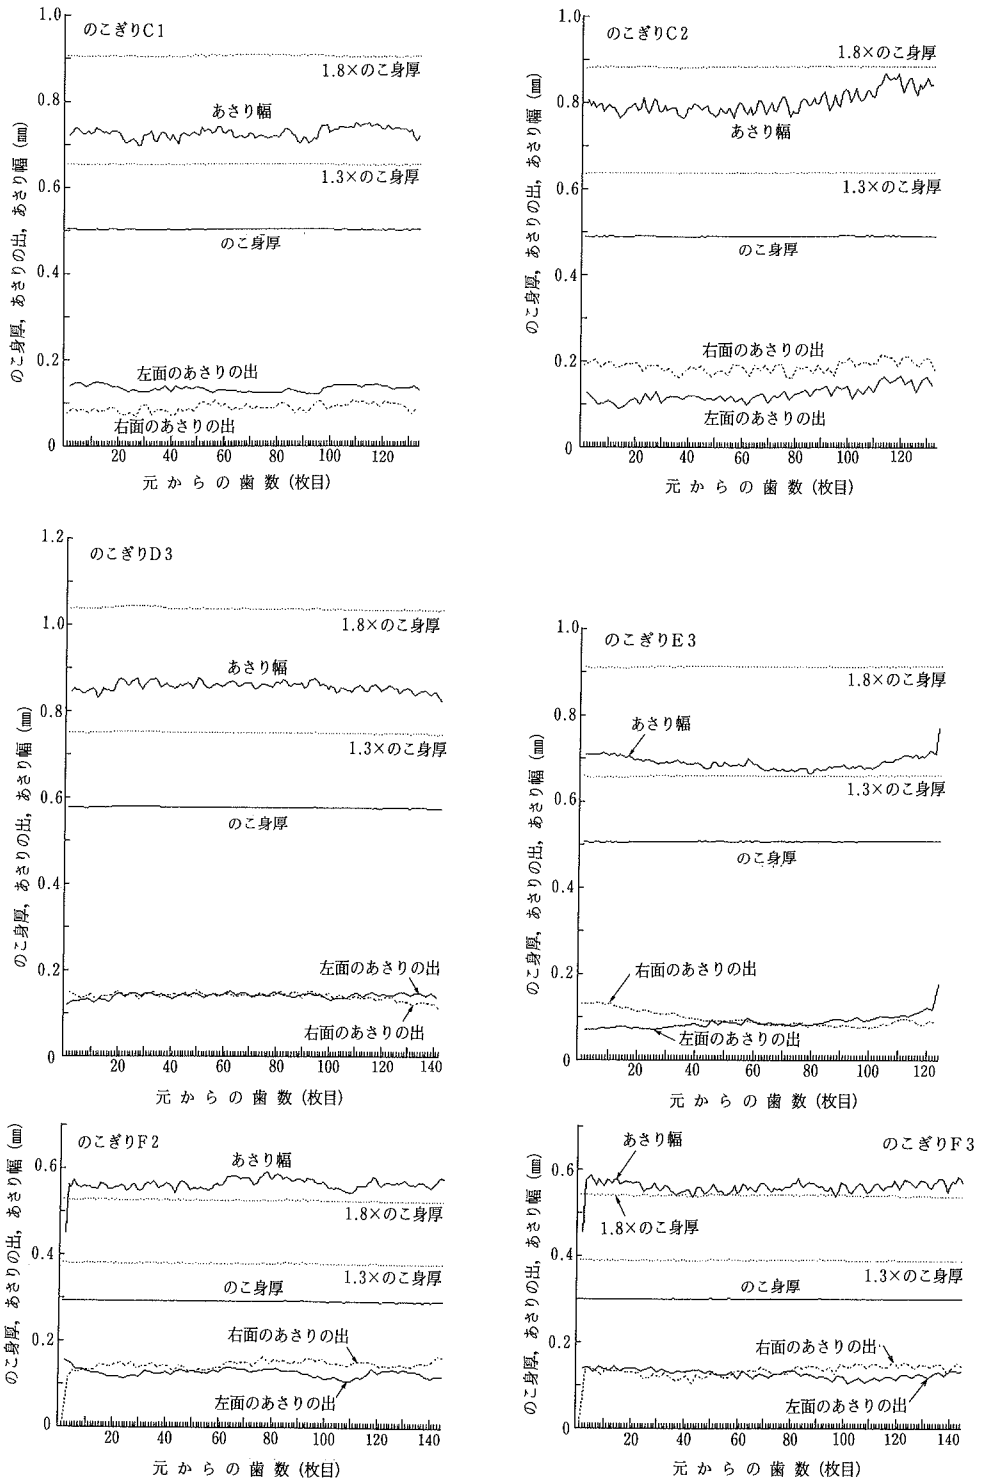 のこぎりC1
のこ身厚, あさりの出, あさり幅 (㎜)
1.0
0.8
0.6
0.4
0.2
0
1.8×のこ身厚
あさり幅
1.3×のこ身厚
のこ身厚
左面のあさりの出
右面のあさりの出
20 40 60 80 100 120
元からの歯数(枚目)
のこぎりC2
のこ身厚, あさりの出, あさり幅 (㎜)
1.0
0.8
0.6
0.4
0.2
0
1.8×のこ身厚
あさり幅
1.3×のこ身厚
のこ身厚
右面のあさりの出
左面のあさりの出
20 40 60 80 100 120
元からの歯数(枚目)
のこぎりD3
のこ身厚, あさりの出, あさり幅 (㎜)
1.2
1.0
0.8
0.6
0.4
0.2
0
1.8×のこ身厚
あさり幅
1.3×のこ身厚
のこ身厚
左面のあさりの出
右面のあさりの出
20 40 60 80 100 120 140
元からの歯数(枚目)
のこぎりE3
のこ身厚, あさりの出, あさり幅 (㎜)
1.0
0.8
0.6
0.4
0.2
0
1.8×のこ身厚
あさり幅
1.3×のこ身厚
のこ身厚
右面のあさりの出
左面のあさりの出
20 40 60 80 100 120
元からの歯数(枚目)
のこぎりF2
のこ身厚, あさりの出, あさり幅 (㎜)
0.6
0.4
0.2
0
あさり幅
1.8×のこ身厚
1.3×のこ身厚
のこ身厚
右面のあさりの出
左面のあさりの出
20 40 60 80 100 120 140
元からの歯数(枚目)
のこぎりF3
のこ身厚, あさりの出, あさり幅 (㎜)
0.6
0.4
0.2
0
あさり幅
1.8×のこ身厚
1.3×のこ身厚
のこ身厚
右面のあさりの出
左面のあさりの出
20 40 60 80 100 120 140
元からの歯数(枚目)